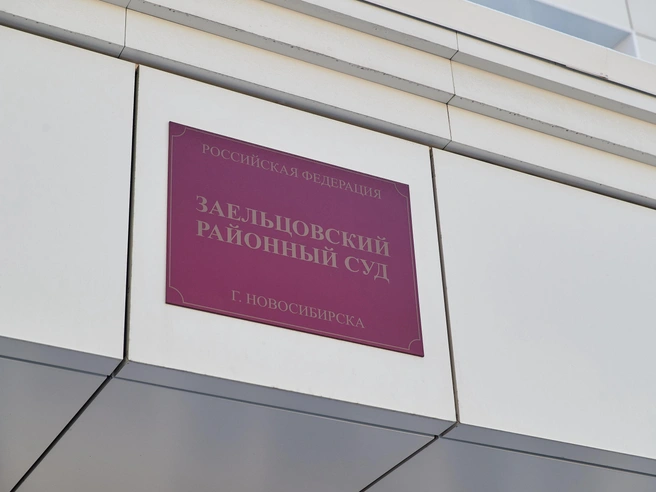 РОССИЙСКАЯ ФЕДЕРАЦИЯ
ЗАЕЛЬЦОВСКИЙ
РАЙОННЫЙ СУД
Г. НОВОСИБИРСКА